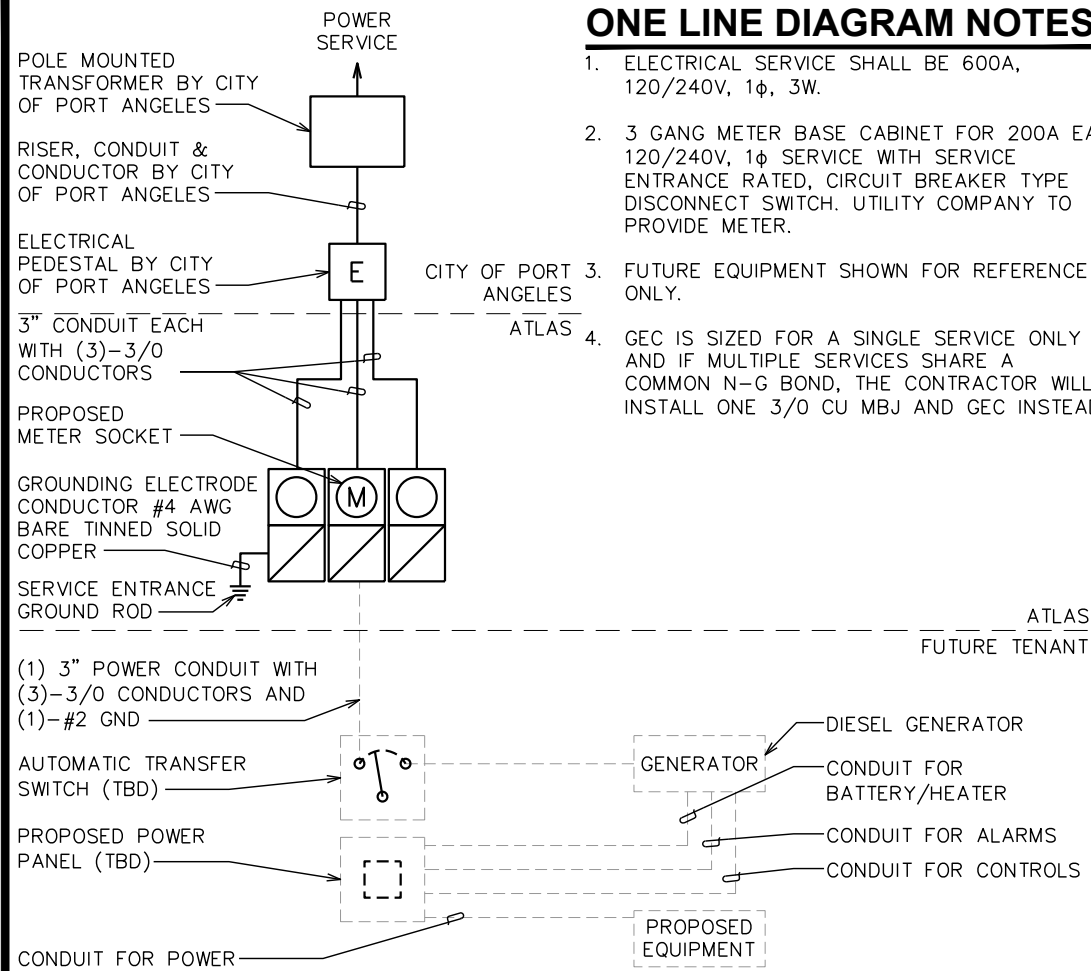 POWER
SERVICE
POLE MOUNTED
TRANSFORMER BY CITY
OF PORT ANGELES
RISER, CONDUIT &
CONDUCTOR BY CITY
OF PORT ANGELES
ELECTRICAL
PEDESTAL BY CITY
OF PORT ANGELES
E
CITY OF PORT
ANGELES
ATLAS
3" CONDUIT EACH
WITH (3)-3/0
CONDUCTORS
PROPOSED
METER SOCKET
M
GROUNDING ELECTRODE
CONDUCTOR #4 AWG
BARE TINNED SOLID
COPPER
SERVICE ENTRANCE
GROUND ROD
ONE LINE DIAGRAM NOTES
1. ELECTRICAL SERVICE SHALL BE 600A,
120/240V, 1ϕ, 3W.
2. 3 GANG METER BASE CABINET FOR 200A EA
120/240V, 1ϕ SERVICE WITH SERVICE
ENTRANCE RATED, CIRCUIT BREAKER TYPE
DISCONNECT SWITCH. UTILITY COMPANY TO
PROVIDE METER.
3. FUTURE EQUIPMENT SHOWN FOR REFERENCE
ONLY.
4. GEC IS SIZED FOR A SINGLE SERVICE ONLY
AND IF MULTIPLE SERVICES SHARE A
COMMON N-G BOND, THE CONTRACTOR WILL
INSTALL ONE 3/0 CU MBJ AND GEC INSTEAD
ATLAS
FUTURE TENANT
(1) 3" POWER CONDUIT WITH
(3)-3/0 CONDUCTORS AND
(1)-#2 GND
AUTOMATIC TRANSFER
SWITCH (TBD)
PROPOSED POWER
PANEL (TBD)
CONDUIT FOR POWER
GENERATOR
DIESEL GENERATOR
CONDUIT FOR
BATTERY/HEATER
CONDUIT FOR ALARMS
CONDUIT FOR CONTROLS
PROPOSED
EQUIPMENT